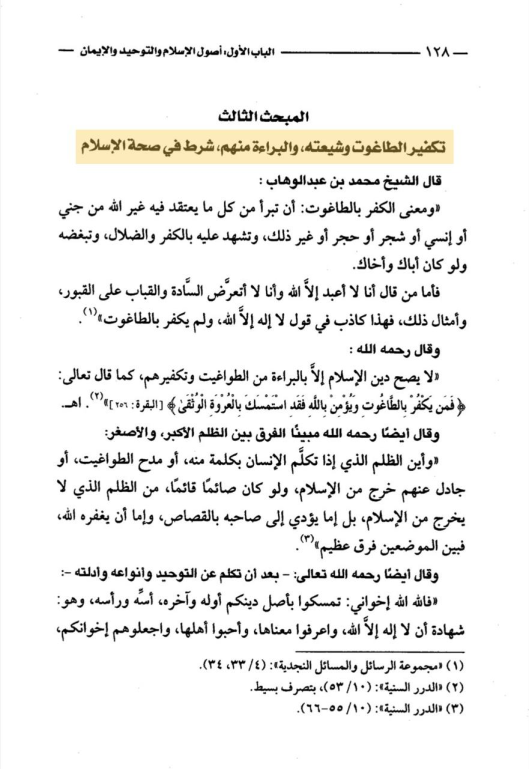 — ١٢٨ ——— الباب الأول: أصول الإسلام والتوحيد والإيمان —
المبحث الثالث
تكفير الطاغوت وشيعته، والبراءة منهم، شرط في صحة الإسلام
قال الشيخ محمد بن عبدالوهاب :
«ومعنى الكفر بالطاغوت: أن تبرأ من كل ما يعتقد فيه غير الله من جني
أو إنسي أو شجر أو حجر أو غير ذلك، وتشهد عليه بالكفر والضلال، وتبغضه
ولو كان أباك وأخاك.
فأما من قال أنا لا أعبد إلاَّ الله وأنا لا أتعرَّض السَّادة والقباب على القبور،
وأمثال ذلك، فهذا كاذب في قول لا إله إلاَّ الله، ولم يكفر بالطاغوت»(١).
وقال رحمه الله :
«لا يصح دين الإسلام إلاَّ بالبراءة من الطواغيت وتكفيرهم، كما قال تعالى:
﴿فَمَن يَكْفُرْ بِالطَّاغُوتِ وَيُؤْمِن بِاللَّهِ فَقَدِ اسْتَمْسَكَ بِالْعُرْوَةِ الْوُثْقَىٰ﴾ [البقرة: ٢٥٦]»(٢). اهـ.
وقال أيضًا رحمه الله مبينًا الفرق بين الظلم الأكبر، والأصغر:
«وأين الظلم الذي إذا تكلَّم الإنسان بكلمة منه، أو مدح الطواغيت، أو
جادل عنهم خرج من الإسلام، ولو كان صائمًا قائمًا، من الظلم الذي لا
يخرج من الإسلام، بل إما يؤدي إلى صاحبه بالقصاص، وإما أن يغفره الله،
فبين الموضعين فرق عظيم»(٣).
وقال أيضًا رحمه الله تعالى: - بعد أن تكلم عن التوحيد وأنواعه وأدلته -:
«فالله الله إخواني: تمسكوا بأصل دينكم أوله وآخره، أسِّه ورأسه، وهو:
شهادة أن لا إله إلاَّ الله، واعرفوا معناها، وأحبوا أهلها، واجعلوهم إخوانكم،
(١) «مجموعة الرسائل والمسائل النجدية»: (٤/ ٣٣، ٣٤).
(٢) «الدرر السنية»: (١٠/ ٥٣)، بتصرف بسيط.
(٣) «الدرر السنية»: (١٠/ ٥٥-٦٦).